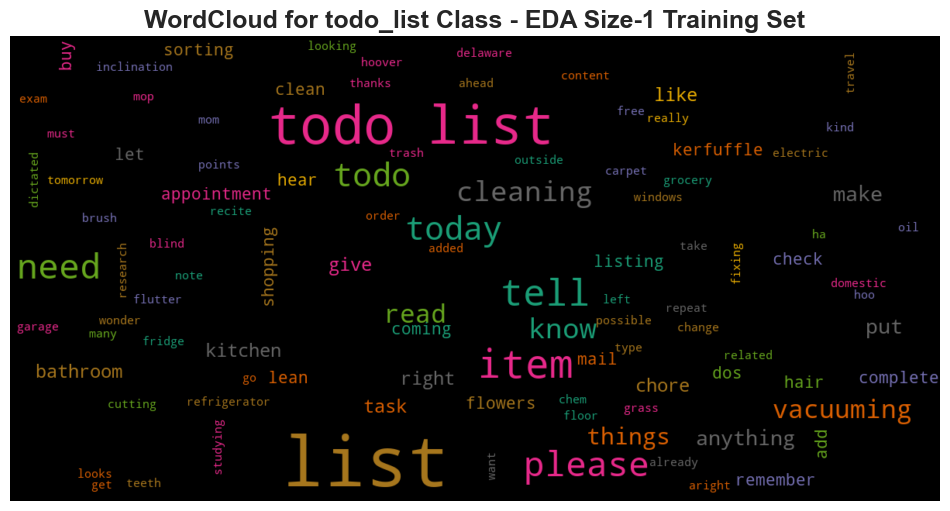 WordCloud for todo_list Class - EDA Size-1 Training Set
buy
sorting
looking
hoover
delaware
inclination
thanks
ahead
content
travel
exam
mop
clean
like
free
really
mom
todo list
kind
must
let
trash
outside
kerfuffle
electric
points
carpet
dictated
tomorrow
hear
todo
grocery
appointment
cleaning
windows
make
brush
recite
order
today
ha
oil
blind
added
take
need
research
note
shopping
give
listing
fixing
check
domestic
hoo
flutter
tell
left
repeat
garage
wonder
many
read
coming
know
possible
change
put
fridge
kitchen
type
related
bathroom
go
lean
right
item
mail
chore
dos
hair
complete
cutting
refrigerator
task
flowers
chem
floor
grass
vacuuming
studying
list
things
anything
add
looks
get
teeth
want
please
already
aright
remember